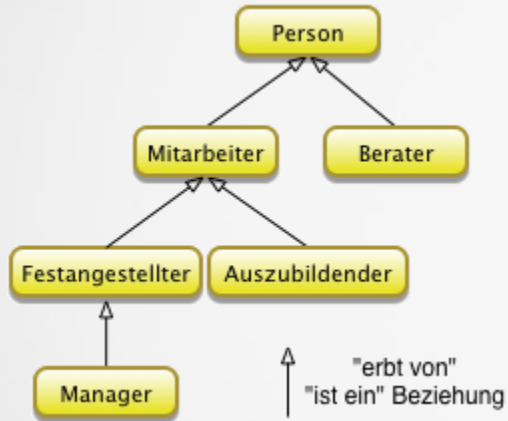 Person
Mitarbeiter
Berater
Festangestellter
Auszubildender
Manager
"erbt von"
"ist ein" Beziehung